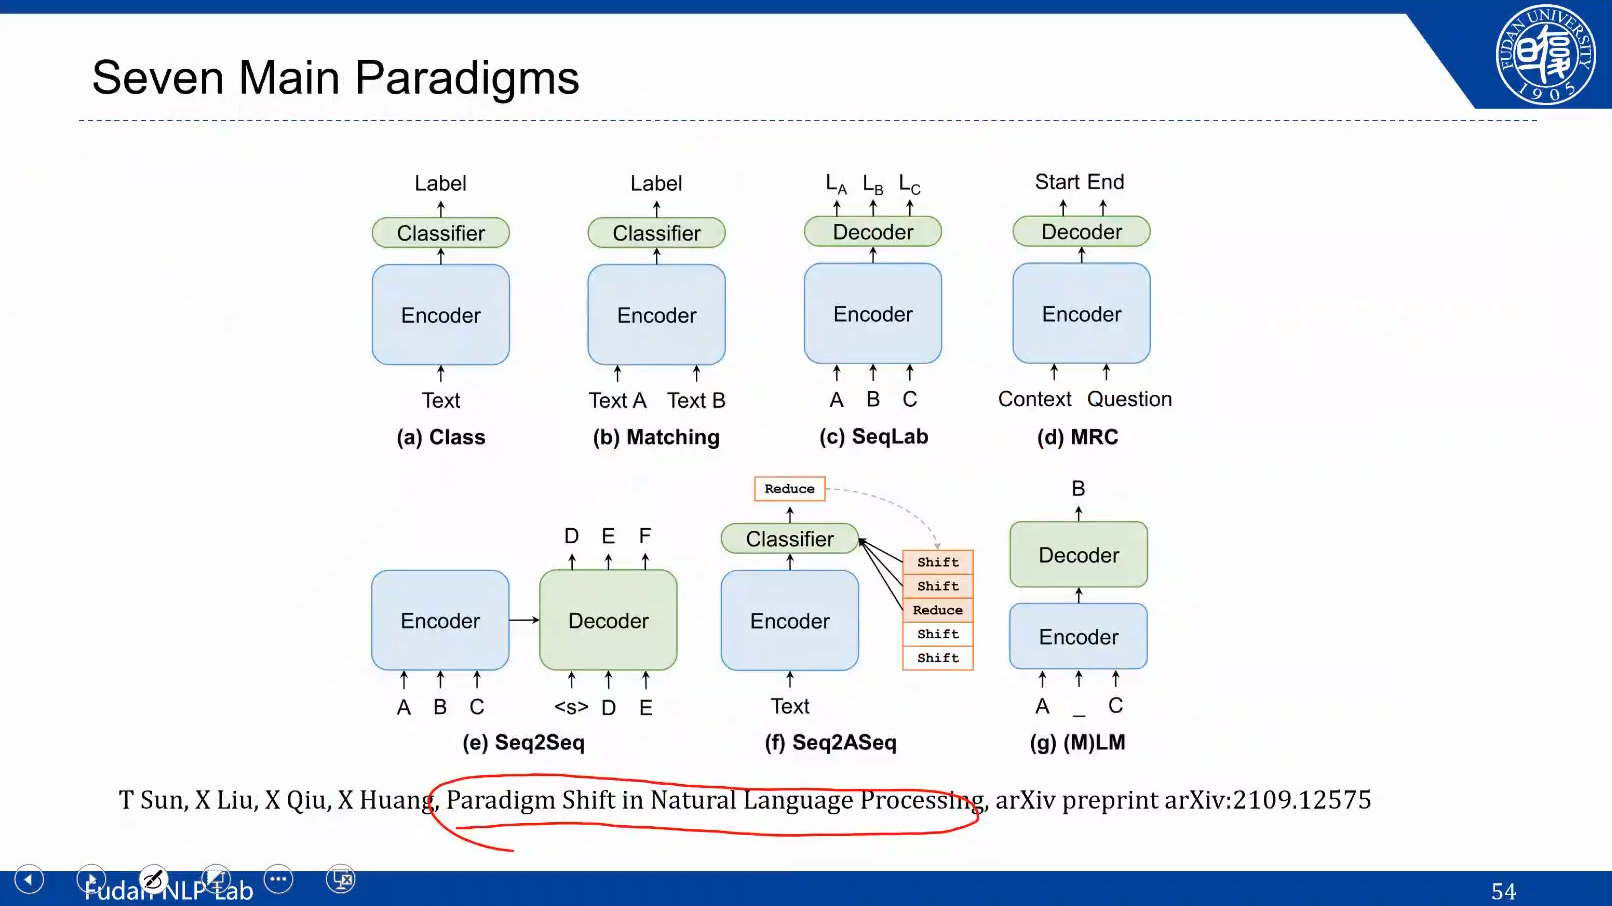 Seven Main Paradigms
FUDAN UNIVERSITY
1905
Label
Classifier
Encoder
Text
(a) Class
Label
Classifier
Encoder
Text A Text B
(b) Matching
LA LB LC
Decoder
Encoder
A B C
(c) SeqLab
Start End
Decoder
Encoder
Context Question
(d) MRC
D E F
Encoder Decoder
A B C <s> D E
(e) Seq2Seq
Reduce
Classifier
Encoder
Text
Shift
Shift
Reduce
Shift
Shift
(f) Seq2ASeq
B
Decoder
Encoder
A _ C
(g) (M)LM
T Sun, X Liu, X Qiu, X Huang, Paradigm Shift in Natural Language Processing, arXiv preprint arXiv:2109.12575
Fudan NLP Lab
54